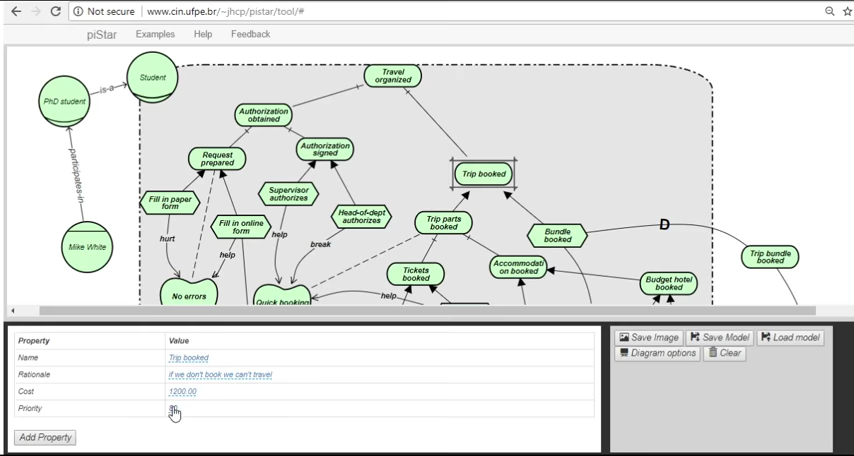 Not secure | www.cin.ufpe.br/~jhcp/pistar/tool/#
piStar Examples Help Feedback
Student
PhD student
is-a
participates-in
Mike White
Travel
organized
Authorization
obtained
Authorization
signed
Request
prepared
Trip booked
Fill in paper
form
Supervisor
authorizes
Fill in online
form
Head-of-dept
authorizes
Trip parts
booked
Bundle
booked
D
Trip bundle
booked
hurt
help
help
break
Tickets
booked
Accommodati
on booked
Budget hotel
booked
No errors
Quick booking
help
Property Value
Name Trip booked
Rationale if we don't book we can't travel
Cost 1200.00
Priority
Add Property
Save Image Save Model Load model
Diagram options Clear